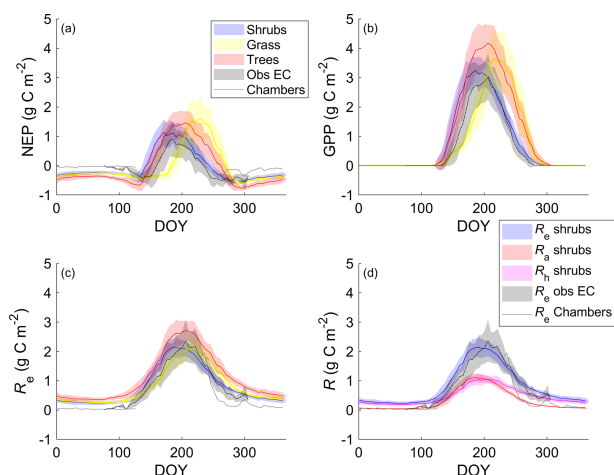 (a)
Shrubs
Grass
Trees
Obs EC
Chambers
5
4
3
2
1
0
-1
NEP (g C m⁻²)
0 100 200 300
DOY
(b)
5
4
3
2
1
0
-1
GPP (g C m⁻²)
0 100 200 300
DOY
(c)
5
4
3
2
1
0
-1
Rₑ (g C m⁻²)
0 100 200 300
DOY
Rₑ shrubs
Rₐ shrubs
Rₕ shrubs
Rₑ obs EC
Rₑ Chambers
(d)
5
4
3
2
1
0
-1
R (g C m⁻²)
0 100 200 300
DOY